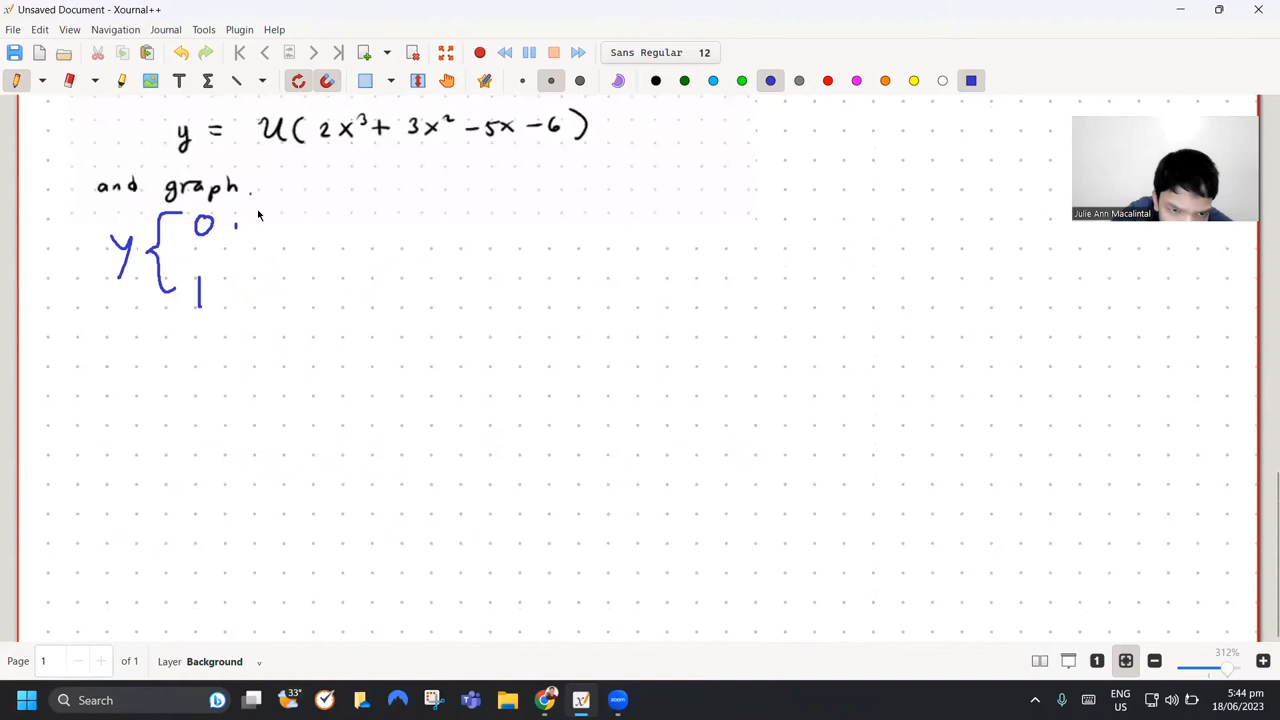 Unsaved Document - Xournal++
File Edit View Navigation Journal Tools Plugin Help
Sans Regular 12
y = U( 2x³ + 3x² - 5x - 6 )
and graph.
y { 0 .
1
Julie Ann Macalintal
Page 1 of 1 Layer Background
312%
Search
33°
zoom
ENG
US
5:44 pm
18/06/2023